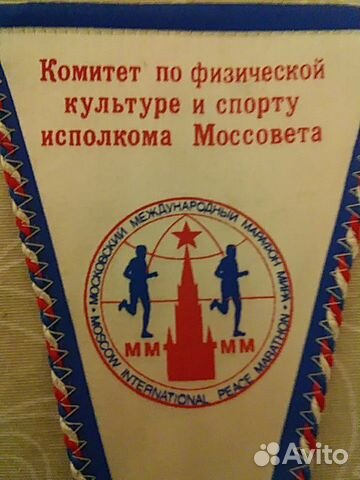 Комитет по физической
культуре и спорту
исполкома Моссовета
• МОСКОВСКИЙ МЕЖДУНАРОДНЫЙ МАРАФОН МИРА •
ММ ММ
MOSCOW INTERNATIONAL PEACE MARATHON
Avito